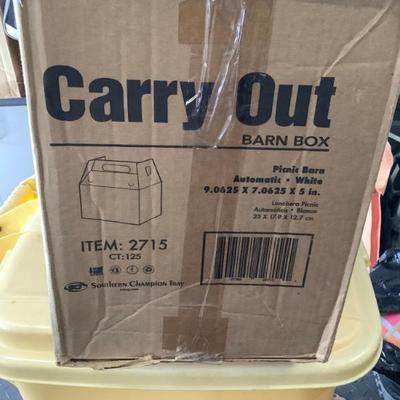 Carry Out
BARN BOX
Picnic Barn
Automatic • White
9.0625 X 7.0625 X 5 in.
Lonchera Picnic
Automática • Blanco
23 X 17.9 X 12.7 cm
ITEM: 2715
CT: 125
SOUTHERN CHAMPION TRAY